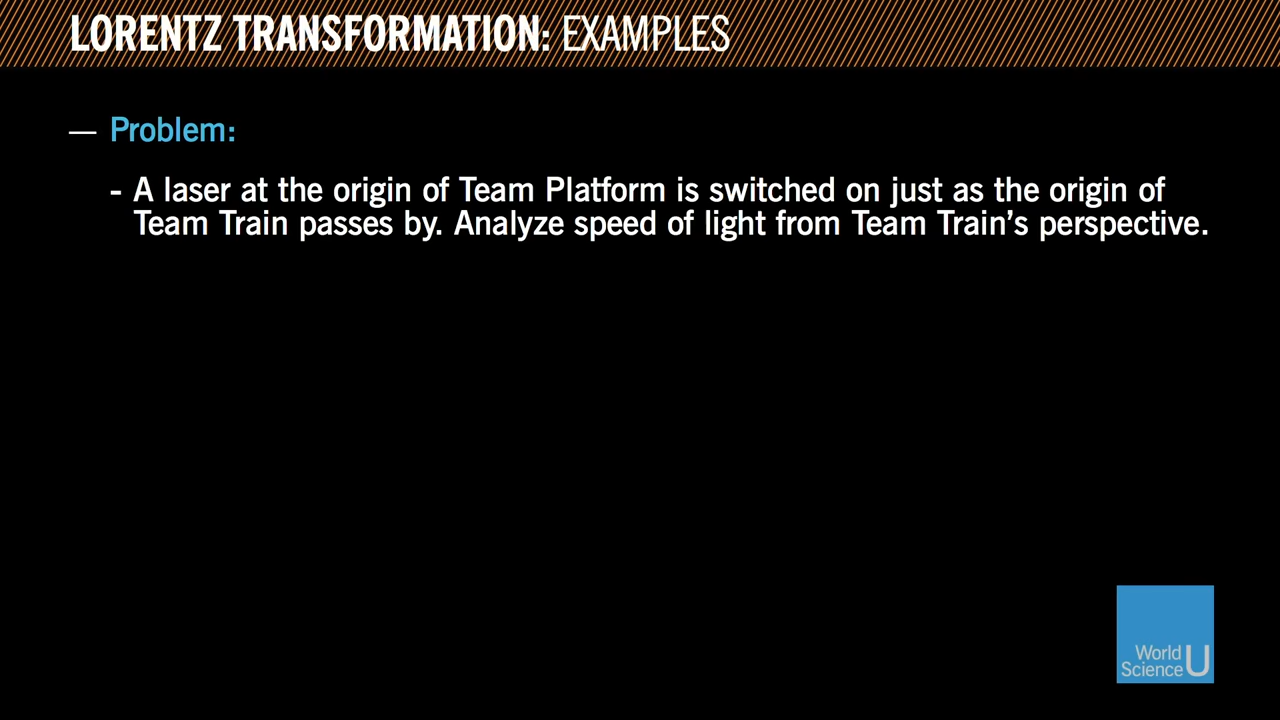 LORENTZ TRANSFORMATION: EXAMPLES
— Problem:
- A laser at the origin of Team Platform is switched on just as the origin of
Team Train passes by. Analyze speed of light from Team Train’s perspective.
World
Science U